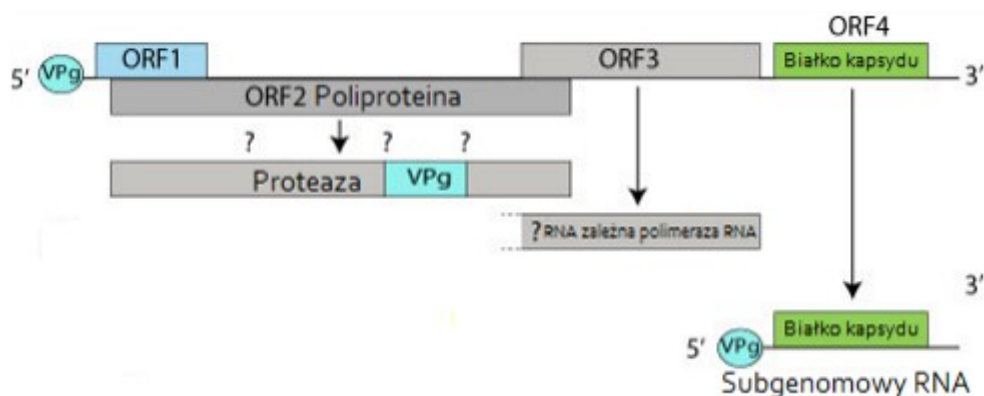 ORF4
5' VPg ORF1 ORF3 Białko kapsydu 3'
ORF2 Poliproteina
? ? ?
Proteaza VPg
? RNA zależna polimeraza RNA
3'
Białko kapsydu
5' VPg
Subgenomowy RNA